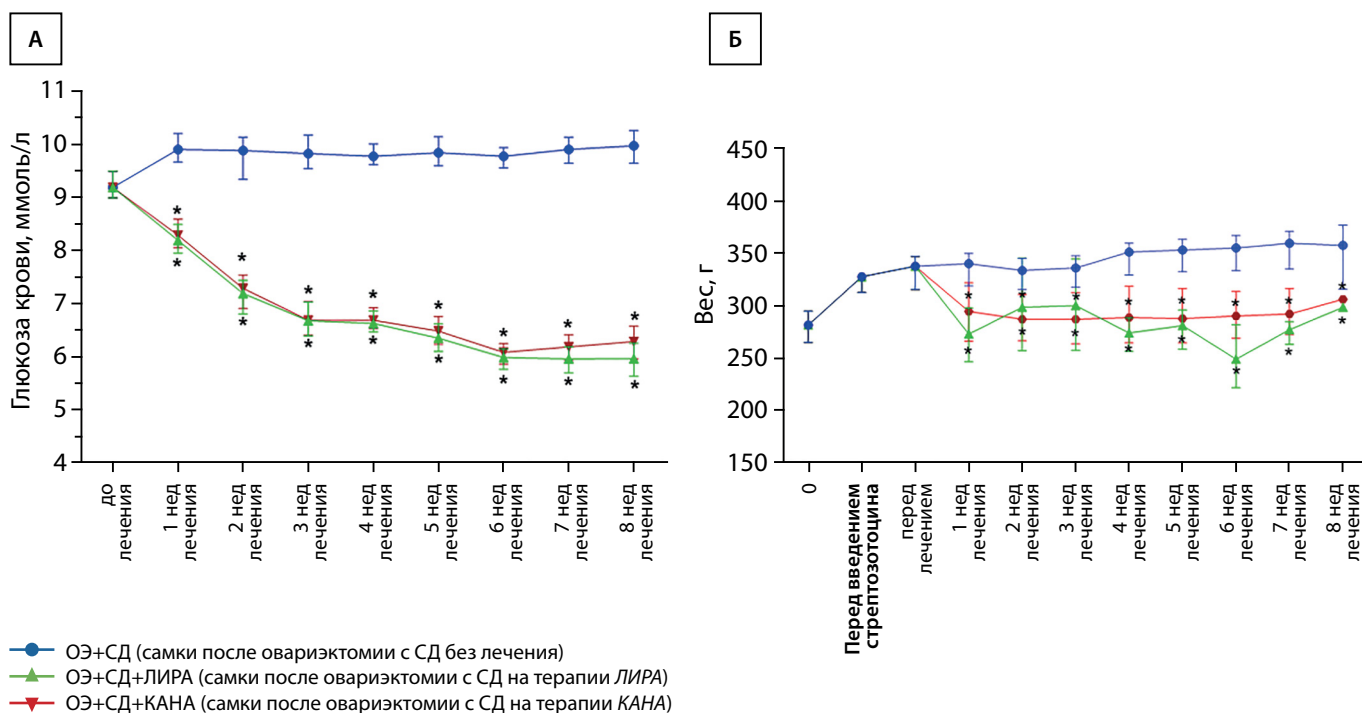 А
Глюкоза крови, ммоль/л
11
10
9
8
7
6
5
4
* * * * * * * *
* * * * * * * *
до
лечения
1 нед
лечения
2 нед
лечения
3 нед
лечения
4 нед
лечения
5 нед
лечения
6 нед
лечения
7 нед
лечения
8 нед
лечения
Б
Вес, г
450
400
350
300
250
200
150
* * * * * * * *
* * * * * * * *
0
Перед введением
стрептозотоцина
перед
лечением
1 нед
лечения
2 нед
лечения
3 нед
лечения
4 нед
лечения
5 нед
лечения
6 нед
лечения
7 нед
лечения
8 нед
лечения
ОЭ+СД (самки после овариэктомии с СД без лечения)
ОЭ+СД+ЛИРА (самки после овариэктомии с СД на терапии ЛИРА)
ОЭ+СД+КАНА (самки после овариэктомии с СД на терапии КАНА)